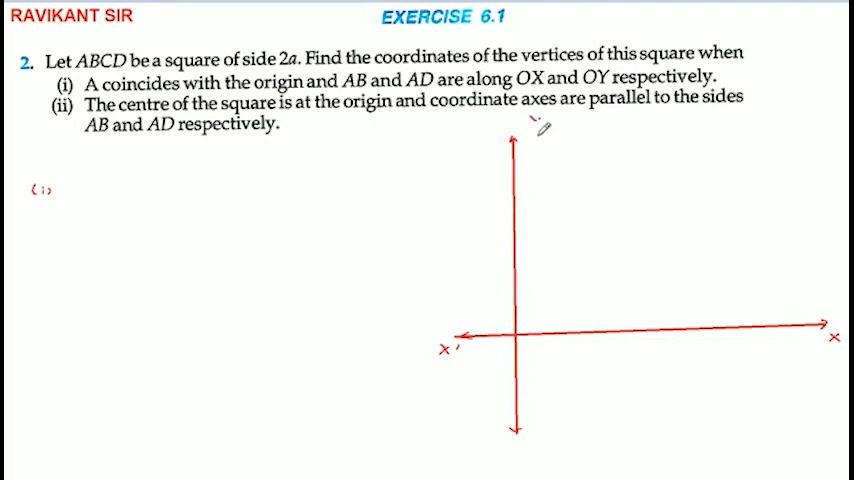 RAVIKANT SIR
EXERCISE 6.1
2. Let ABCD be a square of side 2a. Find the coordinates of the vertices of this square when
(i) A coincides with the origin and AB and AD are along OX and OY respectively.
(ii) The centre of the square is at the origin and coordinate axes are parallel to the sides
AB and AD respectively.
(i)
X' X